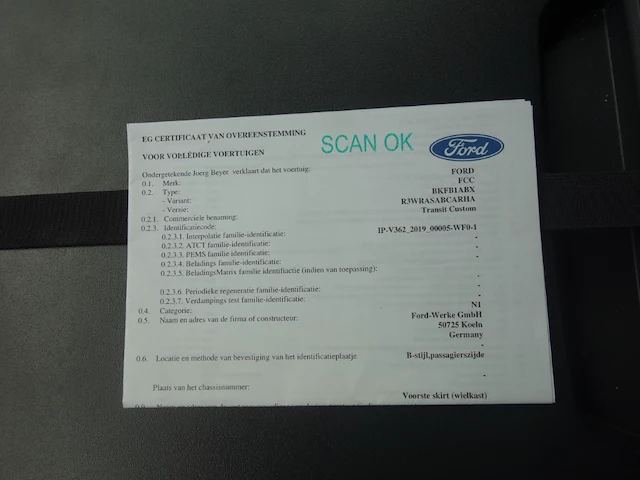 EG CERTIFICAAT VAN OVEREENSTEMMING
SCAN OK
Ford
VOOR VOLLEDIGE VOERTUIGEN
Ondergetekende Joerg Beyer verklaart dat het voertuig:
0.1. Merk: FORD
0.2. Type: FCC
- Variant: BKFB1ABX
- Versie: R3WRASABCARHA
0.2.1. Commerciele benaming: Transit Custom
0.2.3. Identificatiecode:
0.2.3.1. Interpolatie familie-identificatie: IP-V362_2019_00005-WF0-1
0.2.3.2. ATCT familie-identificatie: -
0.2.3.3. PEMS familie-identificatie: -
0.2.3.4. Beladings familie-identificatie: -
0.2.3.5. BeladingsMatrix familie identifiactie (indien van toepassing):
-
0.2.3.6. Periodieke regeneratie familie-identificatie: -
0.2.3.7. Verdampings test familie-identificatie: -
0.4. Categorie: N1
0.5. Naam en adres van de firma of constructeur: Ford-Werke GmbH
50725 Koeln
Germany
0.6. Locatie en methode van bevestiging van het identificatieplaatje B-stijl,passagierszijde
-
Plaats van het chassisnummer: Voorste skirt (wielkast)